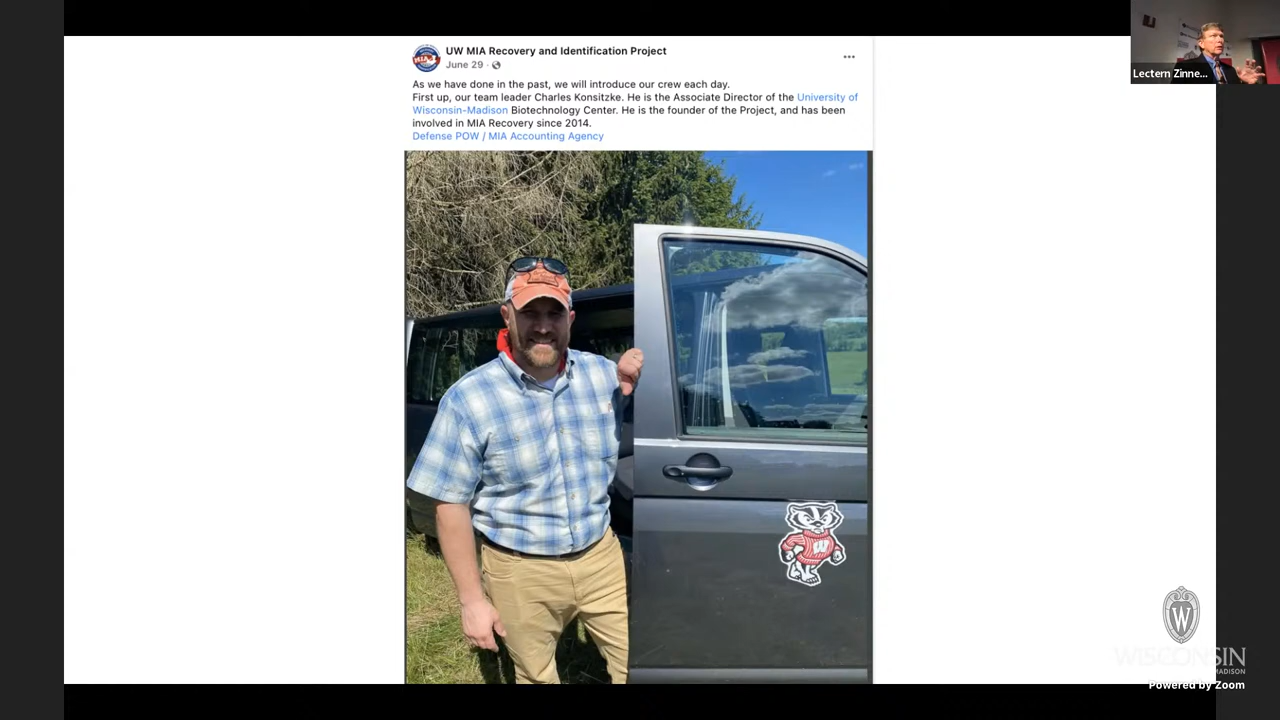 UW MIA Recovery and Identification Project
June 29 ·
As we have done in the past, we will introduce our crew each day.
First up, our team leader Charles Konsitzke. He is the Associate Director of the University of
Wisconsin-Madison Biotechnology Center. He is the founder of the Project, and has been
involved in MIA Recovery since 2014.
Defense POW / MIA Accounting Agency
Lectern Zinne...
MIA
W
W
WISCONSIN
MADISON
Powered by Zoom